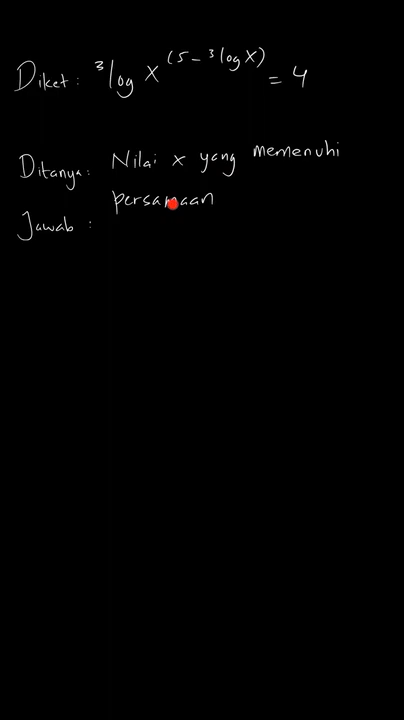 Diket: ³log x^(5 - ³log x) = 4
Ditanya: Nilai x yang memenuhi
persamaan
Jawab :